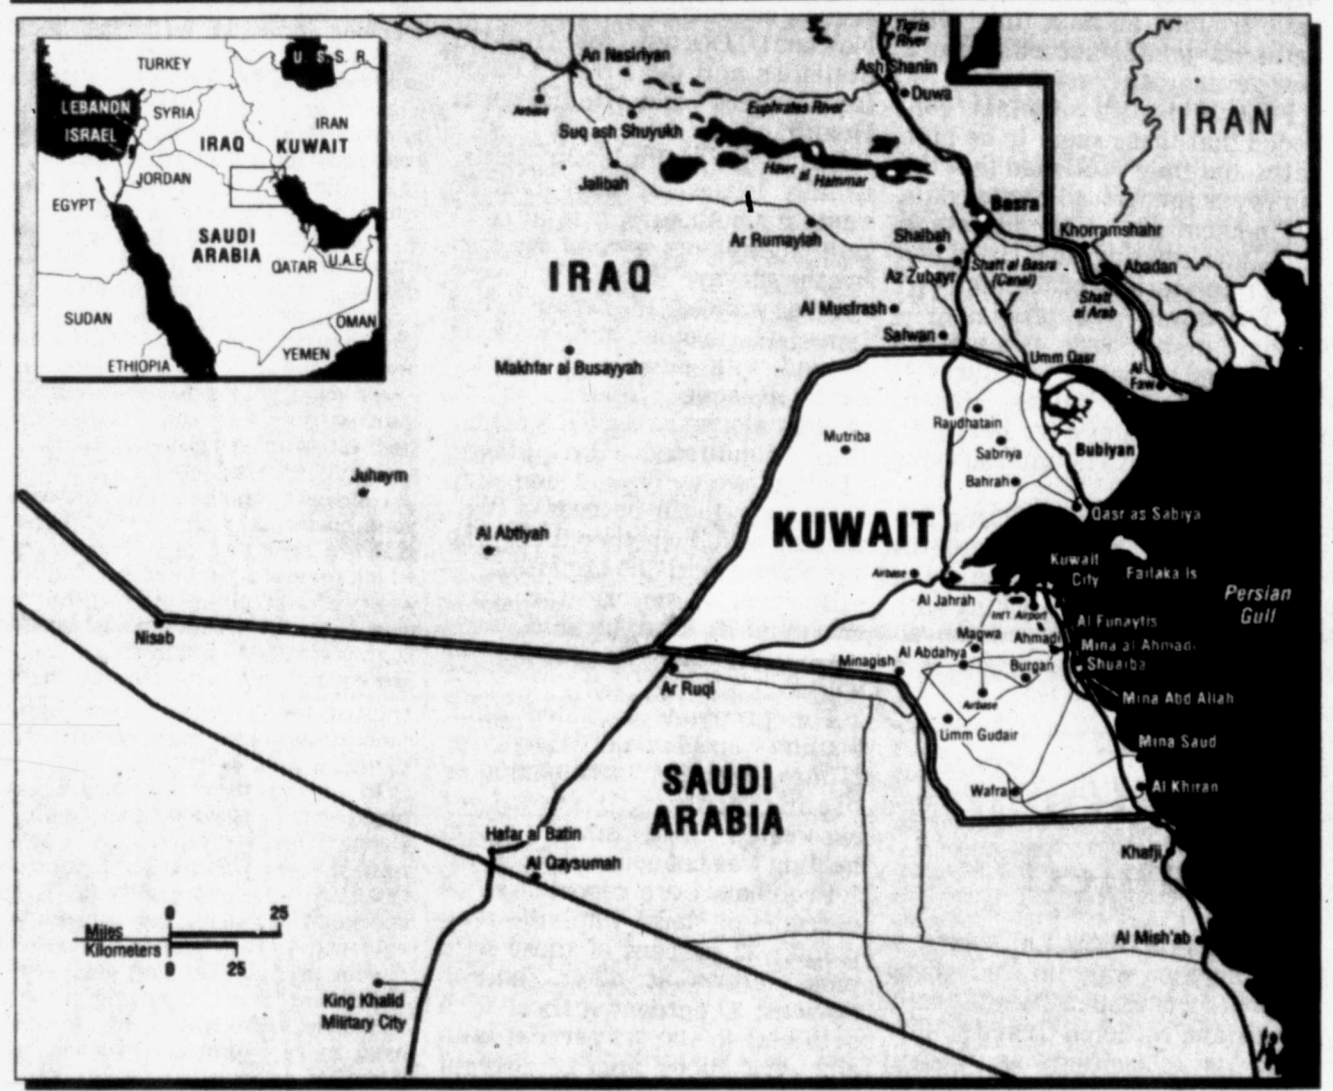 TURKEY
U. S. S. R.
LEBANON
SYRIA
ISRAEL
IRAQ
IRAN
KUWAIT
JORDAN
EGYPT
SAUDI
ARABIA
QATAR
U.A.E.
SUDAN
OMAN
YEMEN
ETHIOPIA
Tigris
River
An Nasiriyah
Ash Shanin
Duwa
Airbase
Euphrates River
Suq ash Shuyukh
IRAN
Jalibah
Hawr
al
Hammar
Basra
Ar Rumaylah
Shaibah
Khorramshahr
Az Zubayr
Shatt al Basra
(Canal)
Abadan
IRAQ
Shatt
al Arab
Al Musfrash
Salwan
Umm Qasr
Makhfar al Busayyah
Al
Faw
Raudhatain
Mutriba
Sabriya
Bubiyan
Juhaym
Bahrah
Qasr as Sabiya
KUWAIT
Al Abtiyah
Kuwait
City
Failaka Is
Airbase
Persian
Gulf
Al Jahrah
Int'l Airport
Al Funaytis
Nisab
Magwa
Ahmadi
Mina al Ahmadi
Al Abdahya
Minagish
Burgan
Shuaiba
Ar Ruqi
Mina Abd Allah
Airbase
Umm Gudair
Mina Saud
SAUDI
ARABIA
Wafra
Al Khiran
Hafar al Batin
Khafji
Al Qaysumah
0 25
Miles
Kilometers
0 25
Al Mish'ab
King Khalid
Military City